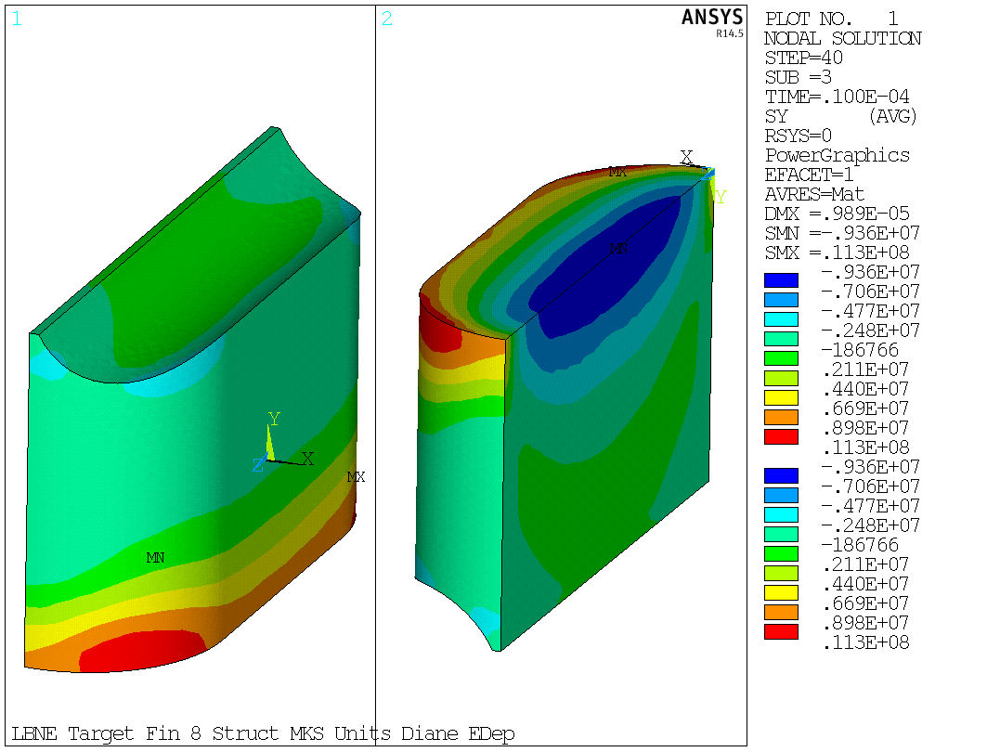 1
2
ANSYS
R14.5
X
MX
Y
MN
Y
X
Z
MX
MN
LBNE Target Fin 8 Struct MKS Units Diane EDep
PLOT NO. 1
NODAL SOLUTION
STEP=40
SUB =3
TIME=.100E-04
SY (AVG)
RSYS=0
PowerGraphics
EFACET=1
AVRES=Mat
DMX =.989E-05
SMN =-.936E+07
SMX =.113E+08
-.936E+07
-.706E+07
-.477E+07
-.248E+07
-186766
.211E+07
.440E+07
.669E+07
.898E+07
.113E+08
-.936E+07
-.706E+07
-.477E+07
-.248E+07
-186766
.211E+07
.440E+07
.669E+07
.898E+07
.113E+08